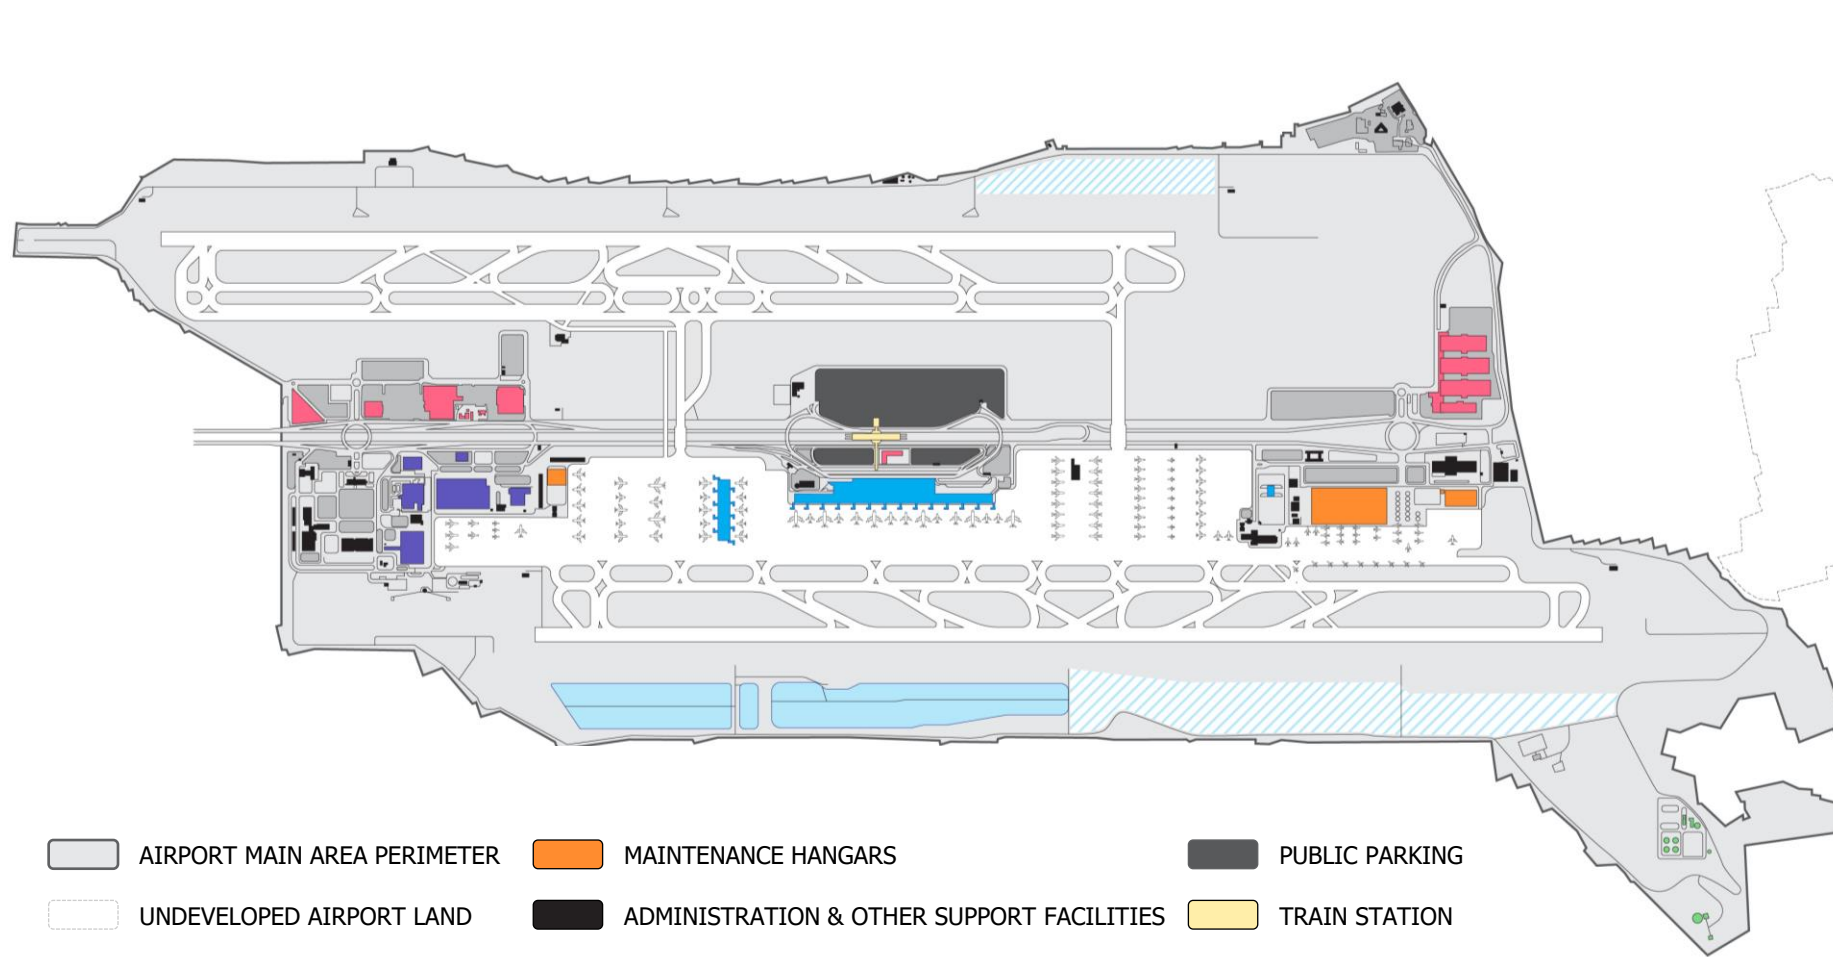 AIRPORT MAIN AREA PERIMETER
MAINTENANCE HANGARS
PUBLIC PARKING
UNDEVELOPED AIRPORT LAND
ADMINISTRATION & OTHER SUPPORT FACILITIES
TRAIN STATION